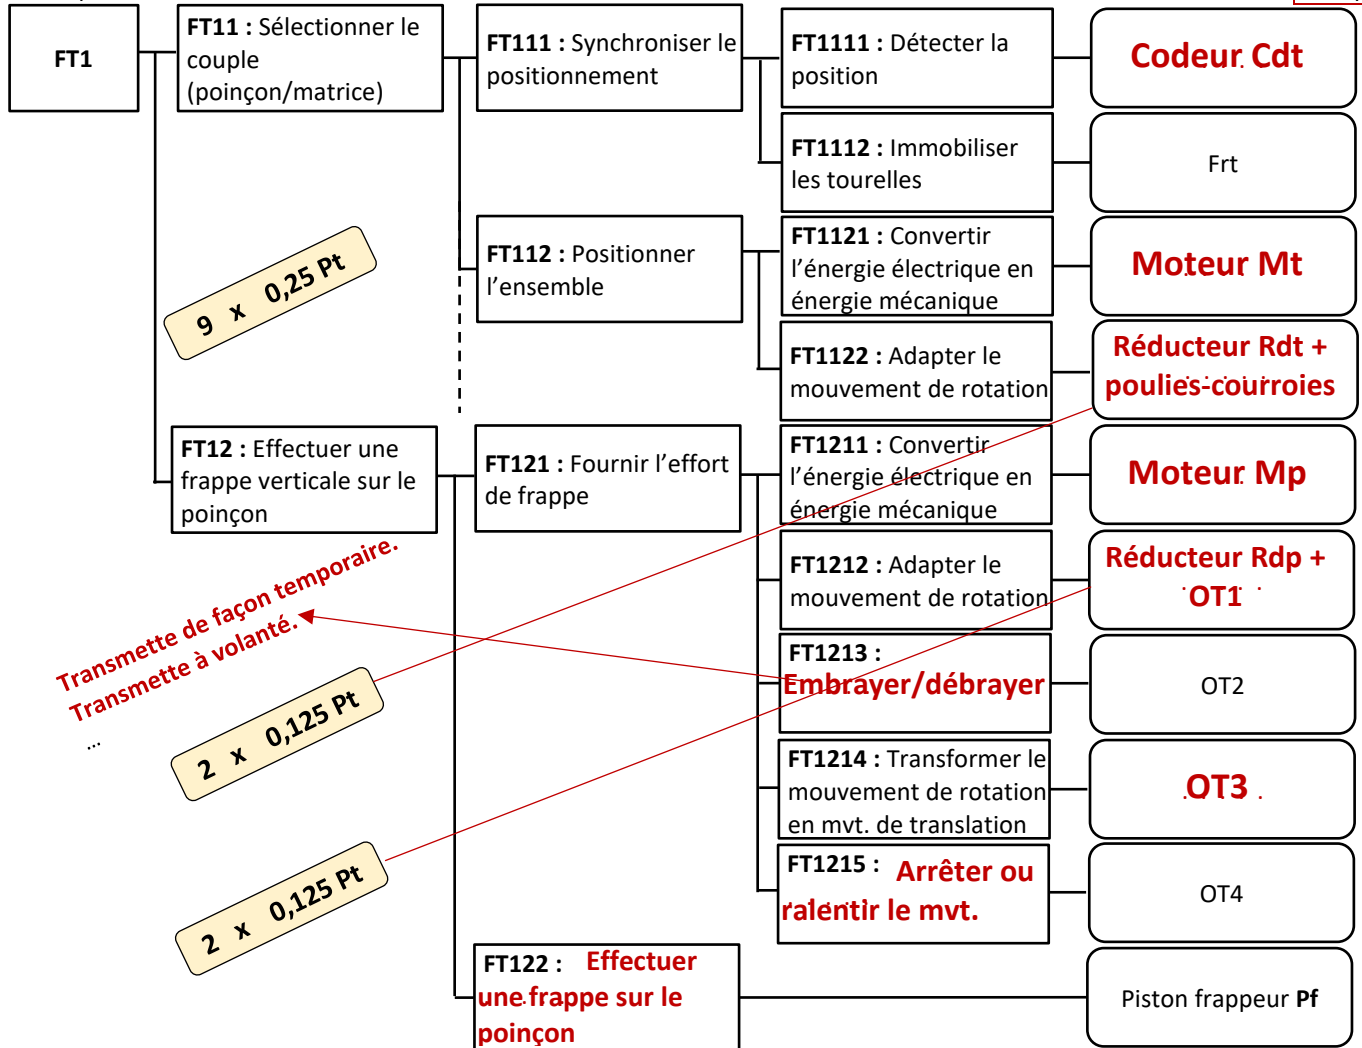 FT1
FT11 : Sélectionner le
couple
(poinçon/matrice)
FT111 : Synchroniser le
positionnement
FT1111 : Détecter la
position
Codeur Cdt
FT1112 : Immobiliser
les tourelles
Frt
FT112 : Positionner
l’ensemble
FT1121 : Convertir
l’énergie électrique en
énergie mécanique
Moteur Mt
9 x 0,25 Pt
FT1122 : Adapter le
mouvement de rotation
Réducteur Rdt +
poulies-courroies
FT12 : Effectuer une
frappe verticale sur le
poinçon
FT121 : Fournir l’effort
de frappe
FT1211 : Convertir
l’énergie électrique en
énergie mécanique
Moteur Mp
FT1212 : Adapter le
mouvement de rotation
Réducteur Rdp +
OT1
Transmette de façon temporaire.
Transmette à volanté.
...
FT1213 :
Embrayer/débrayer
OT2
2 x 0,125 Pt
FT1214 : Transformer le
mouvement de rotation
en mvt. de translation
OT3
2 x 0,125 Pt
FT1215 : Arrêter ou
ralentir le mvt.
OT4
FT122 : Effectuer
une frappe sur le
poinçon
Piston frappeur Pf